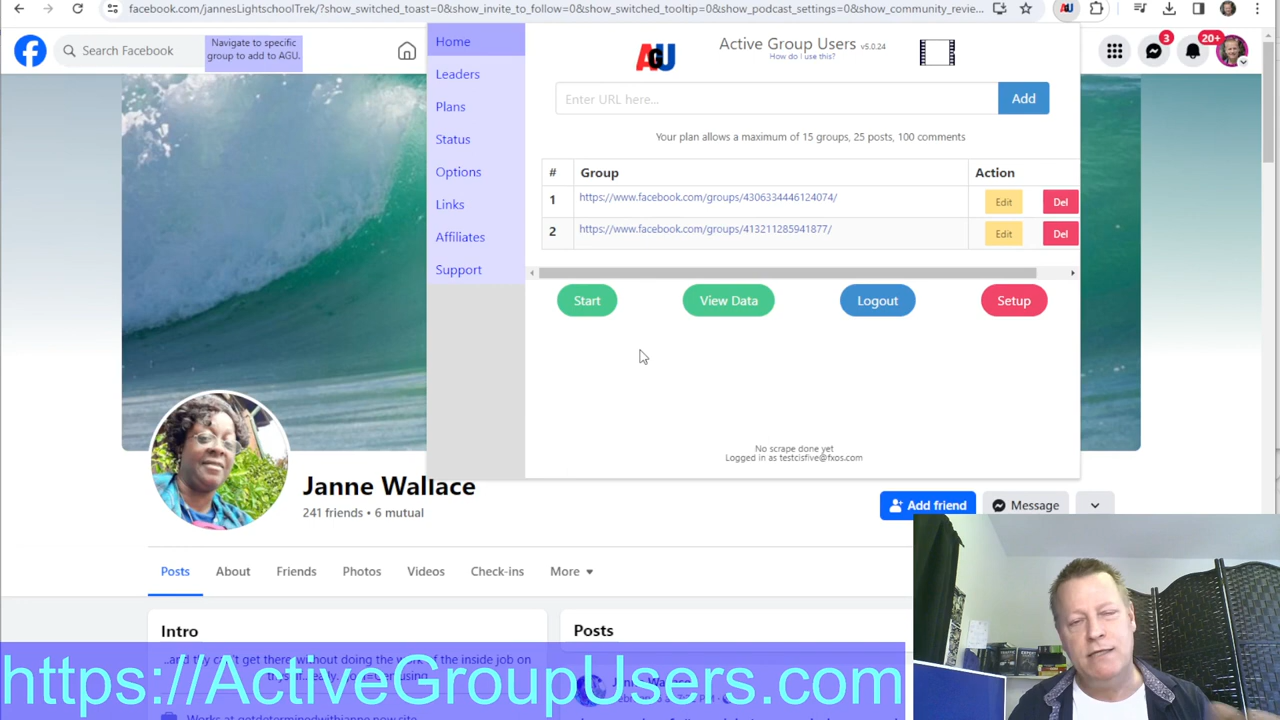 facebook.com/jannesLightschoolTrek/?show_switched_toast=0&show_invite_to_follow=0&show_switched_tooltip=0&show_podcast_settings=0&show_community_revie...
Search Facebook
Navigate to specific
group to add to AGU.
3
20+
Home
Leaders
Plans
Status
Options
Links
Affiliates
Support
AGU
Active Group Users v5.0.24
How do i use this?
Enter URL here...
Add
Your plan allows a maximum of 15 groups, 25 posts, 100 comments
# Group Action
1 https://www.facebook.com/groups/4306334446124074/ Edit Del
2 https://www.facebook.com/groups/413211285941877/ Edit Del
Start View Data Logout Setup
No scrape done yet
Logged in as testcisfive@fxos.com
Janne Wallace
241 friends • 6 mutual
Add friend
Message
Posts About Friends Photos Videos Check-ins More
Intro
Posts
https://ActiveGroupUsers.com